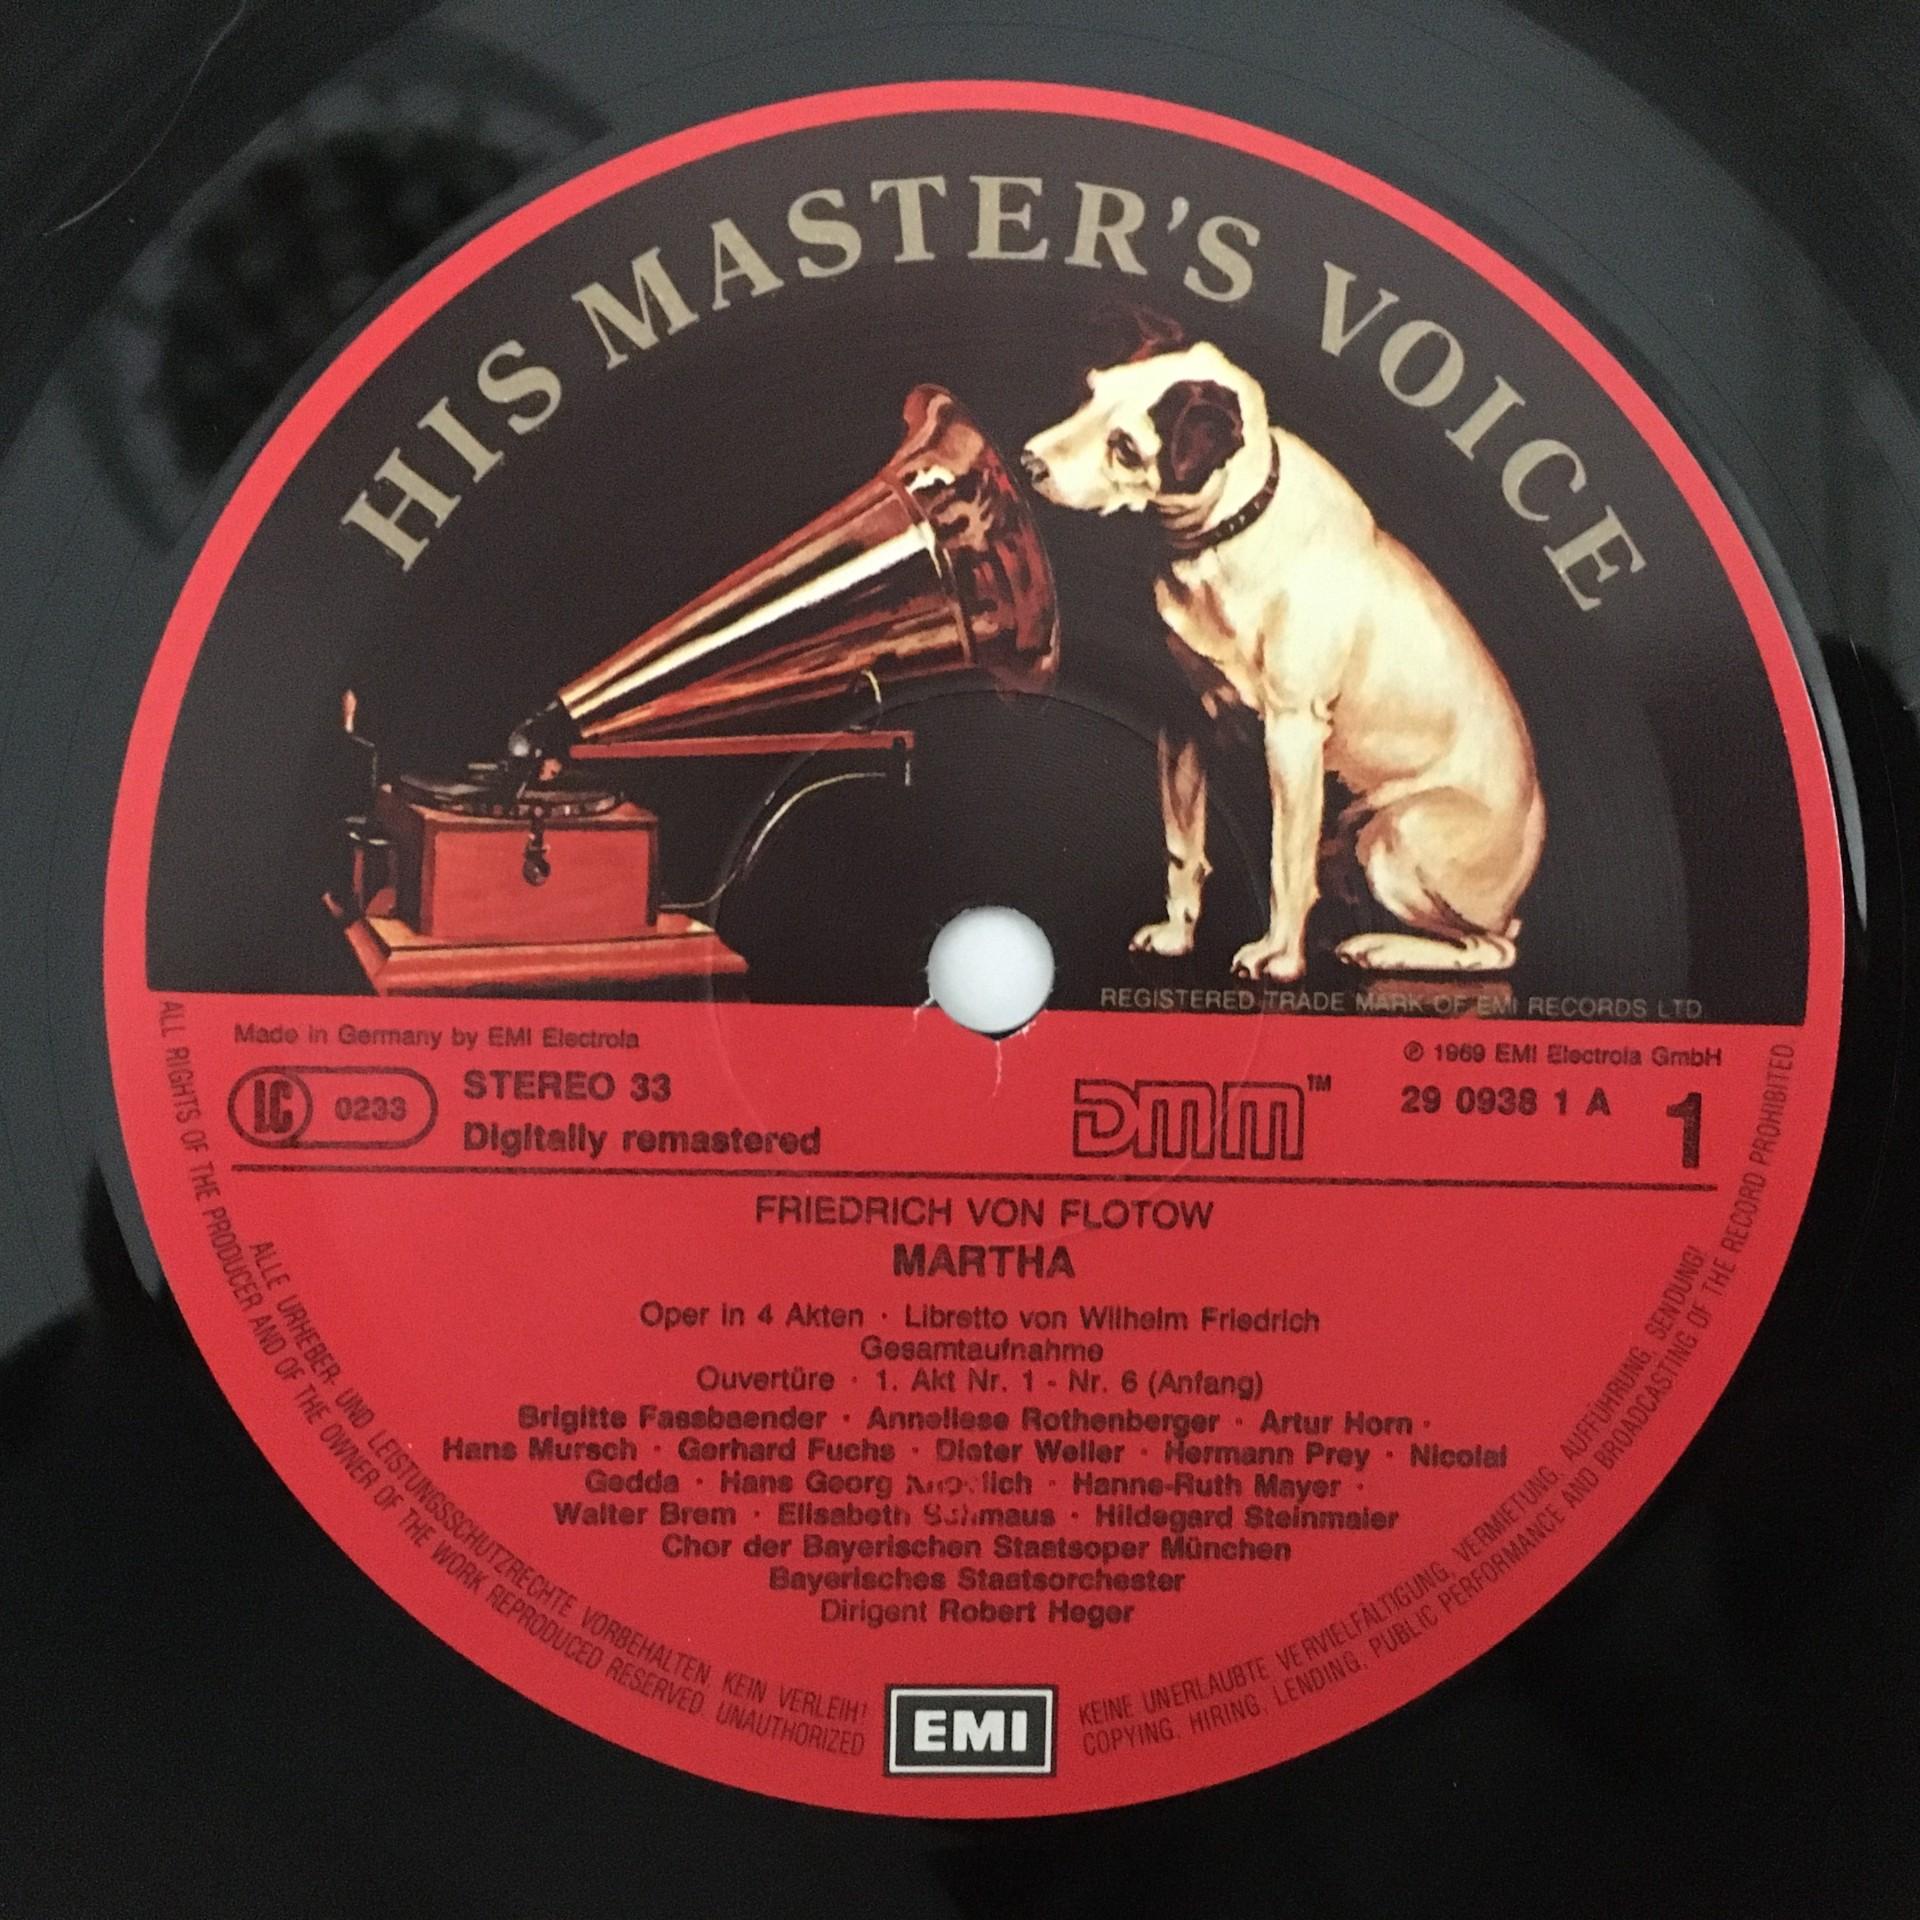 HIS MASTER'S VOICE
REGISTERED TRADE MARK OF EMI RECORDS LTD.
Made in Germany by EMI Electrola
℗ 1969 EMI Electrola GmbH
LC 0233
STEREO 33
Digitally remastered
DMM™
29 0938 1 A
1
FRIEDRICH VON FLOTOW
MARTHA
Oper in 4 Akten · Libretto von Wilhelm Friedrich
Gesamtaufnahme
Ouvertüre · 1. Akt Nr. 1 - Nr. 6 (Anfang)
Brigitte Fassbaender · Anneliese Rothenberger · Artur Horn ·
Hans Mursch · Gerhard Fuchs · Dieter Weller · Hermann Prey · Nicolai
Gedda · Hans Georg · Hanne-Ruth Mayer ·
Walter Brem · Elisabeth · Hildegard Steinmaier
Chor der Bayerischen Staatsoper München
Bayerisches Staatsorchester
Dirigent Robert Heger
EMI
ALL RIGHTS OF THE PRODUCER AND OF THE OWNER OF THE WORK REPRODUCED RESERVED. UNAUTHORIZED
COPYING, HIRING, LENDING, PUBLIC PERFORMANCE AND BROADCASTING OF THE RECORD PROHIBITED
ALLE URHEBER- UND LEISTUNGSSCHUTZRECHTE VORBEHALTEN. KEIN VERLEIH!
KEINE UNERLAUBTE VERVIELFÄLTIGUNG, VERMIETUNG, AUFFÜHRUNG, SENDUNG!